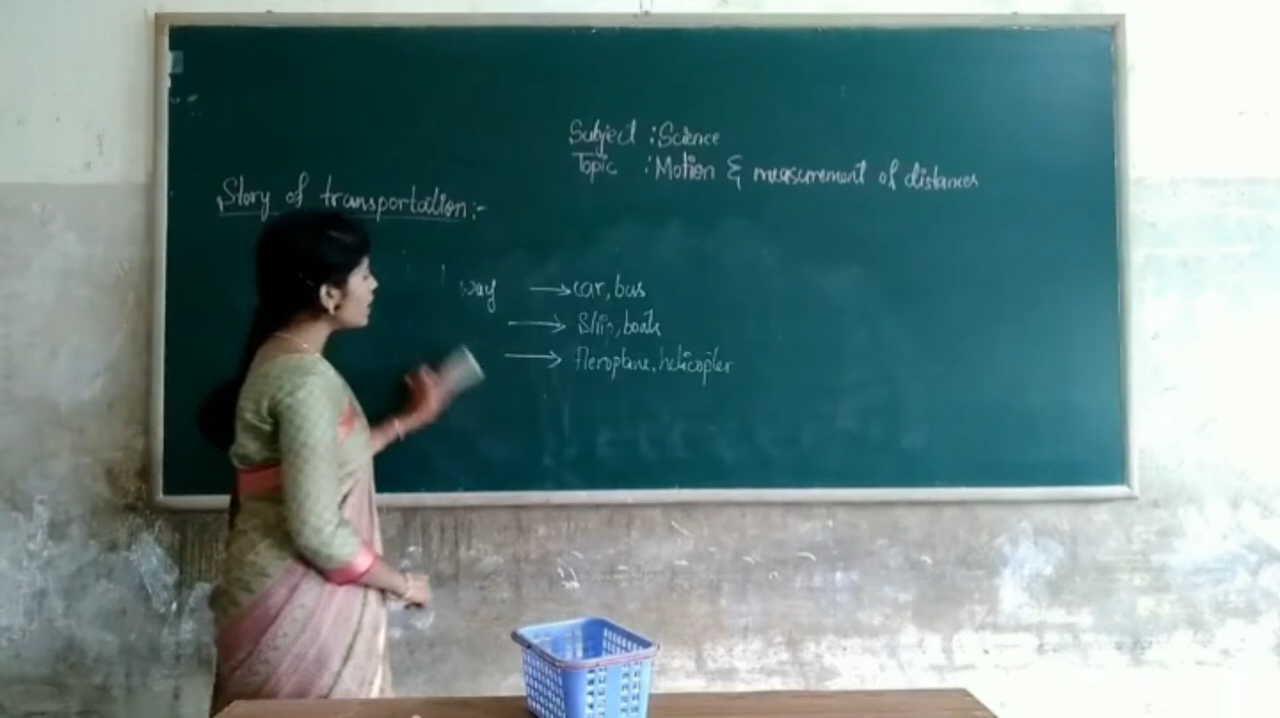 Subject : Science
Topic : Motion & measurement of distances
Story of transportation :-
way → car, bus
→ Ship, boats
→ Aeroplane, helicopter